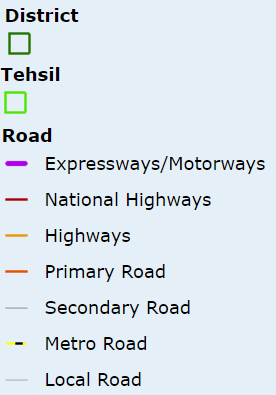 District
Tehsil
Road
Expressways/Motorways
National Highways
Highways
Primary Road
Secondary Road
Metro Road
Local Road